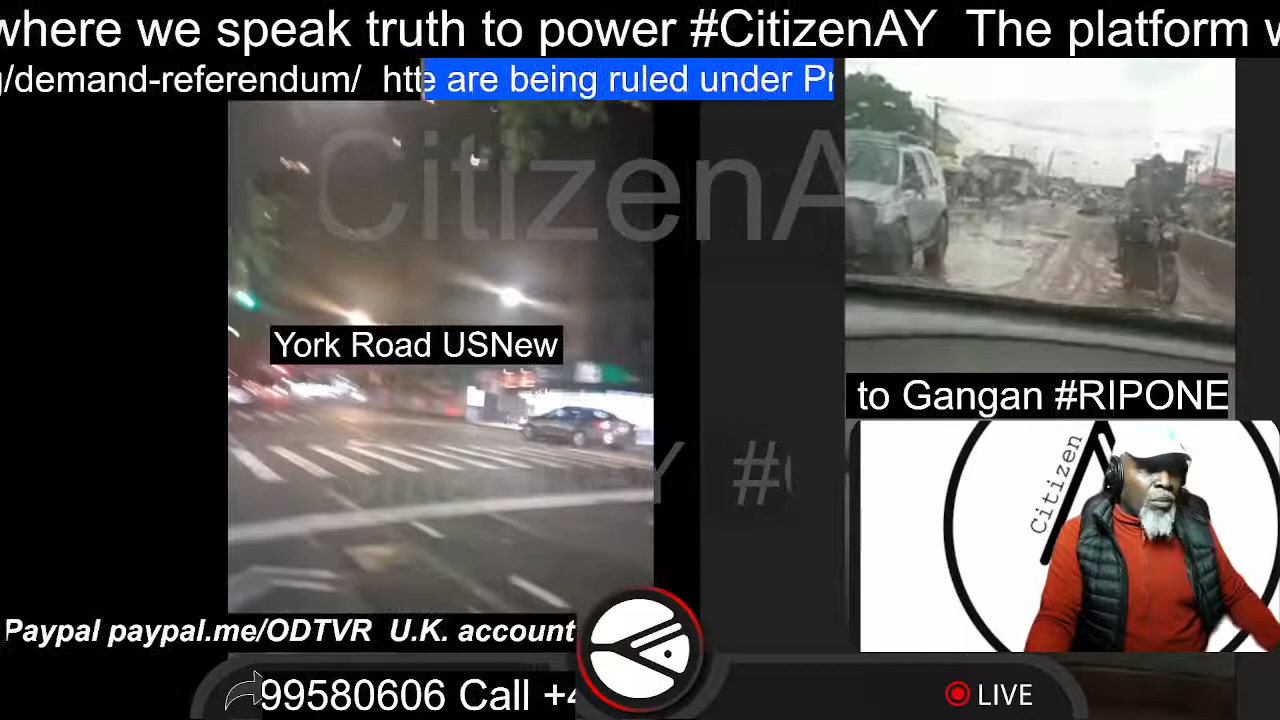 where we speak truth to power #CitizenAY The platform w
/demand-referendum/ htt
e are being ruled under Pr
CitizenA
York Road USNew
to Gangan #RIPONE
Citizen
Y #
Paypal paypal.me/ODTVR U.K. account
99580606 Call +4
LIVE